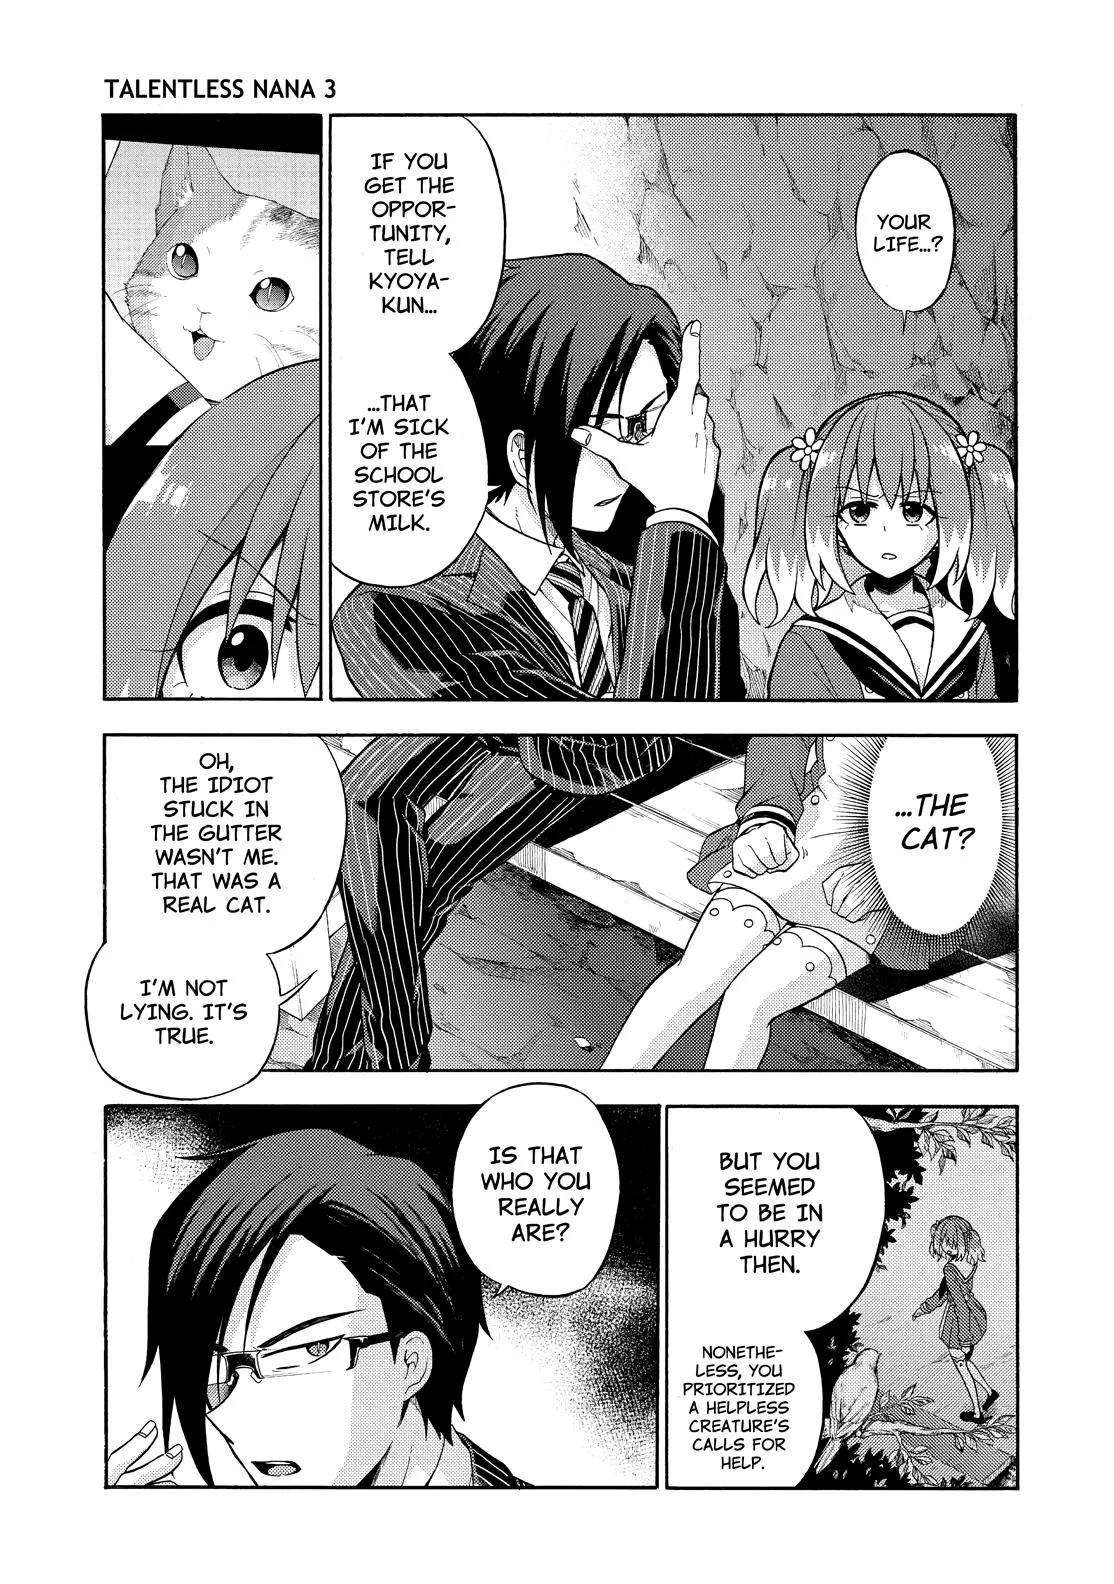 TALENTLESS NANA 3
YOUR
LIFE...?
IF YOU
GET THE
OPPOR-
TUNITY,
TELL
KYOYA-
KUN...
...THAT
I'M SICK
OF THE
SCHOOL
STORE'S
MILK.
...THE
CAT?
OH,
THE IDIOT
STUCK IN
THE GUTTER
WASN'T ME.
THAT WAS A
REAL CAT.
I'M NOT
LYING. IT'S
TRUE.
BUT YOU
SEEMED
TO BE IN
A HURRY
THEN.
NONETHE-
LESS, YOU
PRIORITIZED
A HELPLESS
CREATURE'S
CALLS FOR
HELP.
IS THAT
WHO YOU
REALLY
ARE?